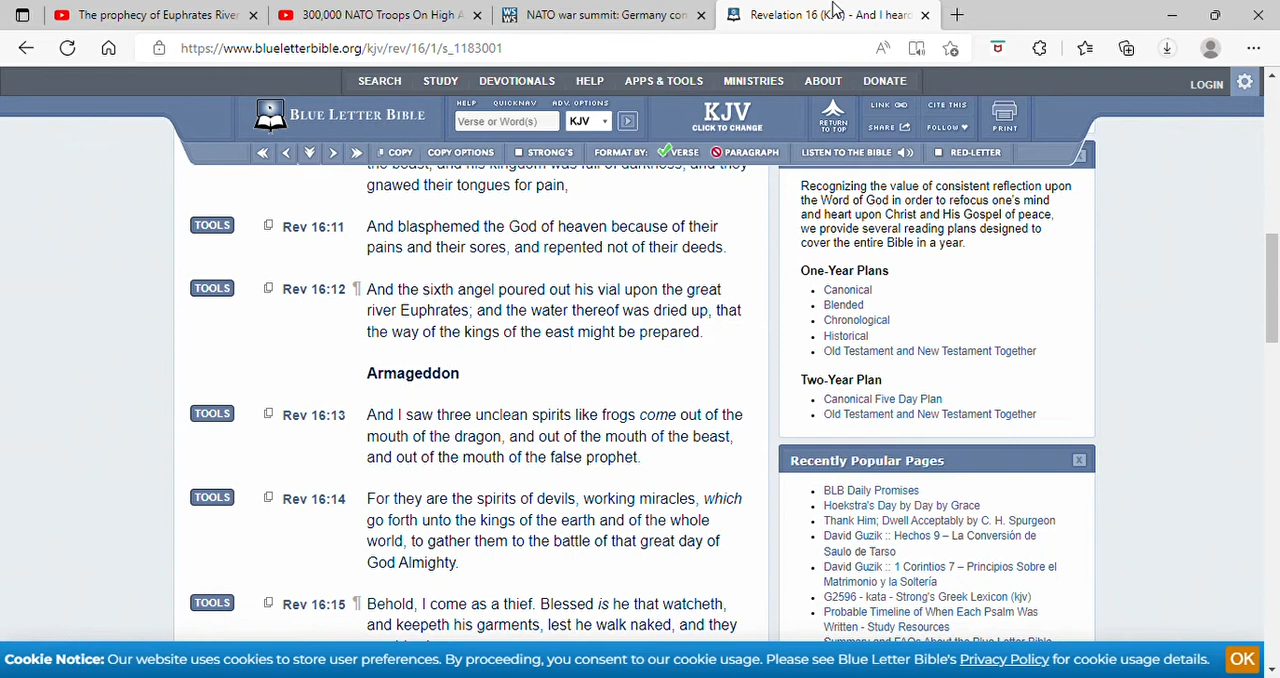 The prophecy of Euphrates River
300,000 NATO Troops On High A
NATO war summit: Germany con
Revelation 16 (KJV) - And I heard
https://www.blueletterbible.org/kjv/rev/16/1/s_1183001
SEARCH STUDY DEVOTIONALS HELP APPS & TOOLS MINISTRIES ABOUT DONATE
LOGIN
BLUE LETTER BIBLE
HELP QUICKNAV ADV. OPTIONS
Verse or Word(s) KJV
KJV
CLICK TO CHANGE
RETURN
TO TOP
LINK CITE THIS
SHARE FOLLOW
PRINT
COPY COPY OPTIONS STRONG'S FORMAT BY: VERSE PARAGRAPH LISTEN TO THE BIBLE RED-LETTER
the beast, and his kingdom was full of darkness; and they
gnawed their tongues for pain,
TOOLS Rev 16:11 And blasphemed the God of heaven because of their
pains and their sores, and repented not of their deeds.
TOOLS Rev 16:12 ¶ And the sixth angel poured out his vial upon the great
river Euphrates; and the water thereof was dried up, that
the way of the kings of the east might be prepared.
Armageddon
TOOLS Rev 16:13 And I saw three unclean spirits like frogs come out of the
mouth of the dragon, and out of the mouth of the beast,
and out of the mouth of the false prophet.
TOOLS Rev 16:14 For they are the spirits of devils, working miracles, which
go forth unto the kings of the earth and of the whole
world, to gather them to the battle of that great day of
God Almighty.
TOOLS Rev 16:15 ¶ Behold, I come as a thief. Blessed is he that watcheth,
and keepeth his garments, lest he walk naked, and they
Recognizing the value of consistent reflection upon
the Word of God in order to refocus one's mind
and heart upon Christ and His Gospel of peace,
we provide several reading plans designed to
cover the entire Bible in a year.
One-Year Plans
Canonical
Blended
Chronological
Historical
Old Testament and New Testament Together
Two-Year Plan
Canonical Five Day Plan
Old Testament and New Testament Together
Recently Popular Pages
BLB Daily Promises
Hoekstra's Day by Day by Grace
Thank Him; Dwell Acceptably by C. H. Spurgeon
David Guzik :: Hechos 9 – La Conversión de
Saulo de Tarso
David Guzik :: 1 Corintios 7 – Principios Sobre el
Matrimonio y la Soltería
G2596 - kata - Strong's Greek Lexicon (kjv)
Probable Timeline of When Each Psalm Was
Written - Study Resources
Summary and FAQs About the Blue Letter Bible
Cookie Notice: Our website uses cookies to store user preferences. By proceeding, you consent to our cookie usage. Please see Blue Letter Bible's Privacy Policy for cookie usage details. OK